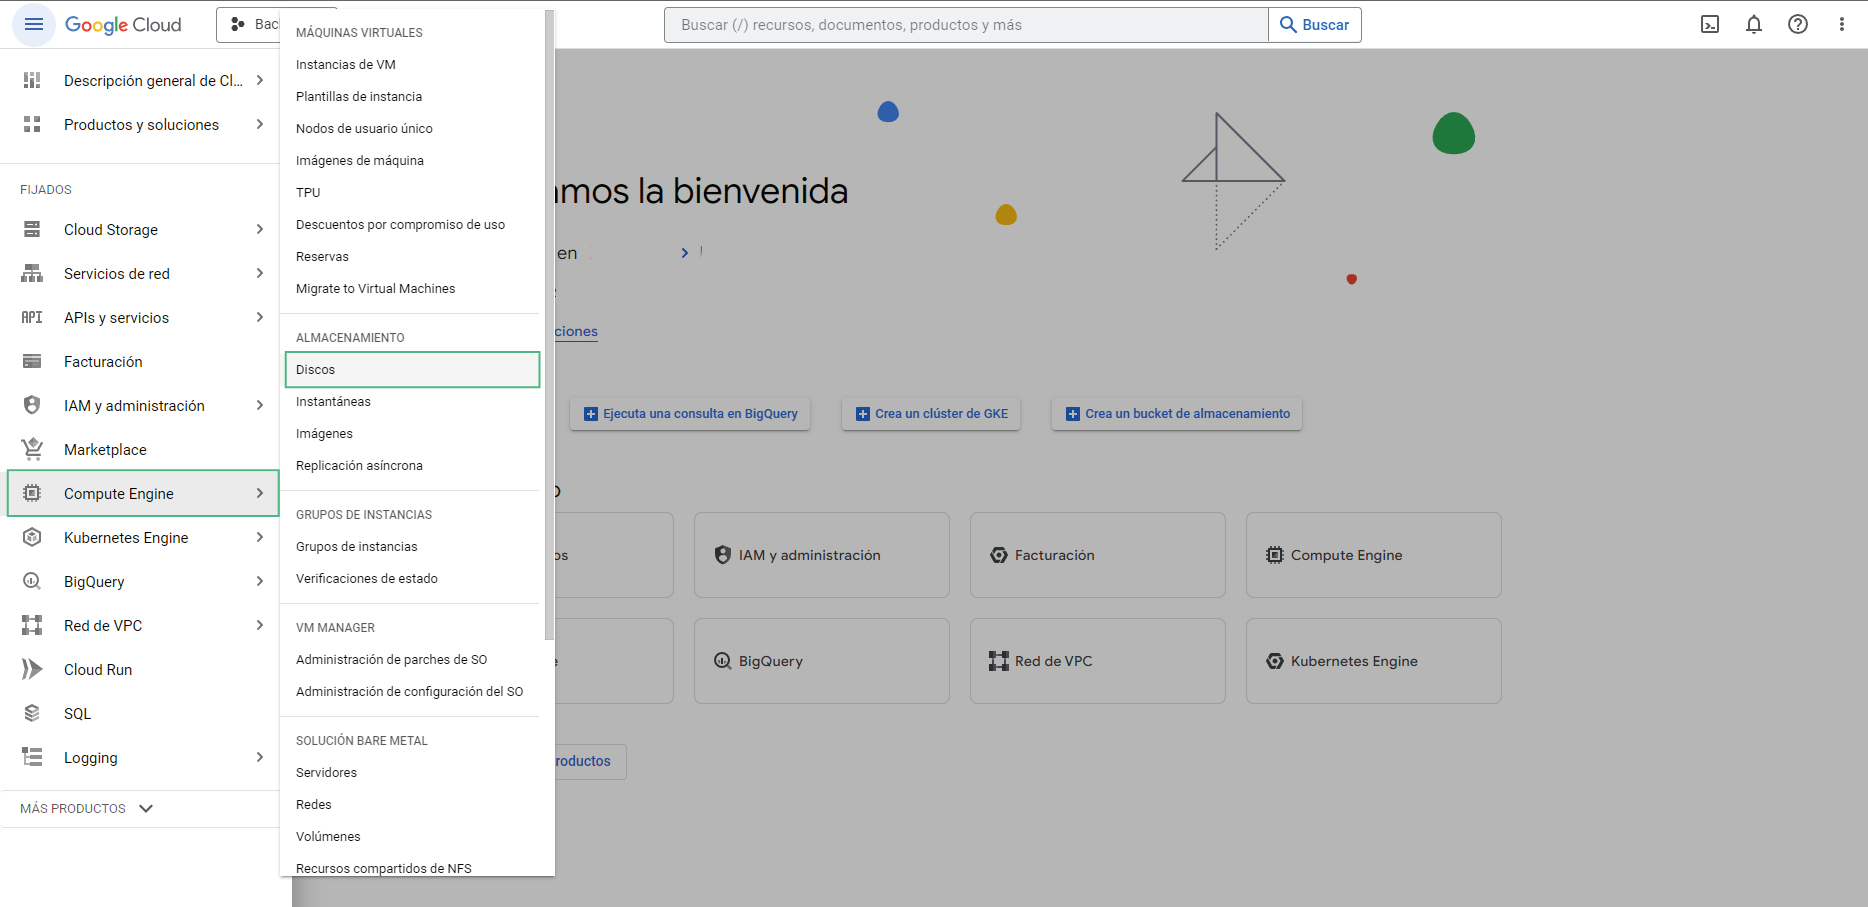 Google Cloud
Bac
Buscar (/) recursos, documentos, productos y más
Buscar
Descripción general de Cl...
Productos y soluciones
FIJADOS
Cloud Storage
Servicios de red
API APIs y servicios
Facturación
IAM y administración
Marketplace
Compute Engine
Kubernetes Engine
BigQuery
Red de VPC
Cloud Run
SQL
Logging
MÁS PRODUCTOS
MÁQUINAS VIRTUALES
Instancias de VM
Plantillas de instancia
Nodos de usuario único
Imágenes de máquina
TPU
Descuentos por compromiso de uso
Reservas
Migrate to Virtual Machines
ALMACENAMIENTO
Discos
Instantáneas
Imágenes
Replicación asíncrona
GRUPOS DE INSTANCIAS
Grupos de instancias
Verificaciones de estado
VM MANAGER
Administración de parches de SO
Administración de configuración del SO
SOLUCIÓN BARE METAL
Servidores
Redes
Volúmenes
Recursos compartidos de NFS
amos la bienvenida
en
ciones
Ejecuta una consulta en BigQuery
Crea un clúster de GKE
Crea un bucket de almacenamiento
os
IAM y administración
Facturación
Compute Engine
e
BigQuery
Red de VPC
Kubernetes Engine
roductos